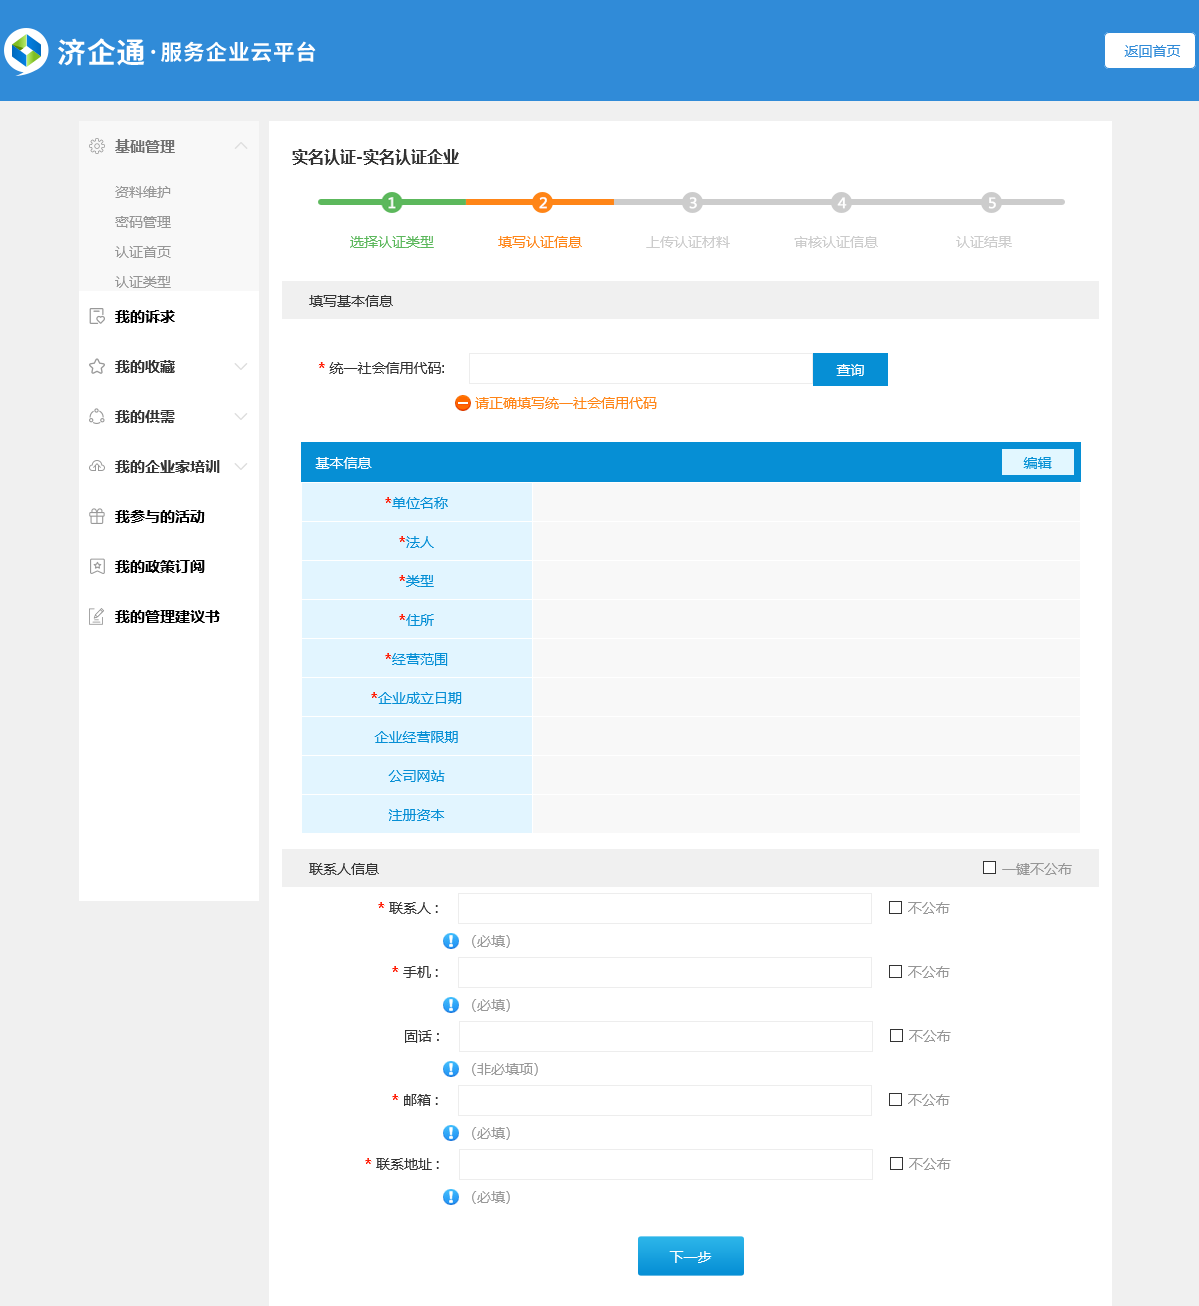 济企通·服务企业云平台
返回首页
基础管理
资料维护
密码管理
认证首页
认证类型
我的诉求
我的收藏
我的供需
我的企业家培训
我参与的活动
我的政策订阅
我的管理建议书
实名认证-实名认证企业
1 2 3 4 5
选择认证类型 填写认证信息 上传认证材料 审核认证信息 认证结果
填写基本信息
* 统一社会信用代码: 查询
请正确填写统一社会信用代码
基本信息 编辑
*单位名称
*法人
*类型
*住所
*经营范围
*企业成立日期
企业经营限期
公司网站
注册资本
联系人信息 一键不公布
* 联系人： 不公布
（必填）
* 手机： 不公布
（必填）
固话： 不公布
（非必填项）
* 邮箱： 不公布
（必填）
* 联系地址： 不公布
（必填）
下一步